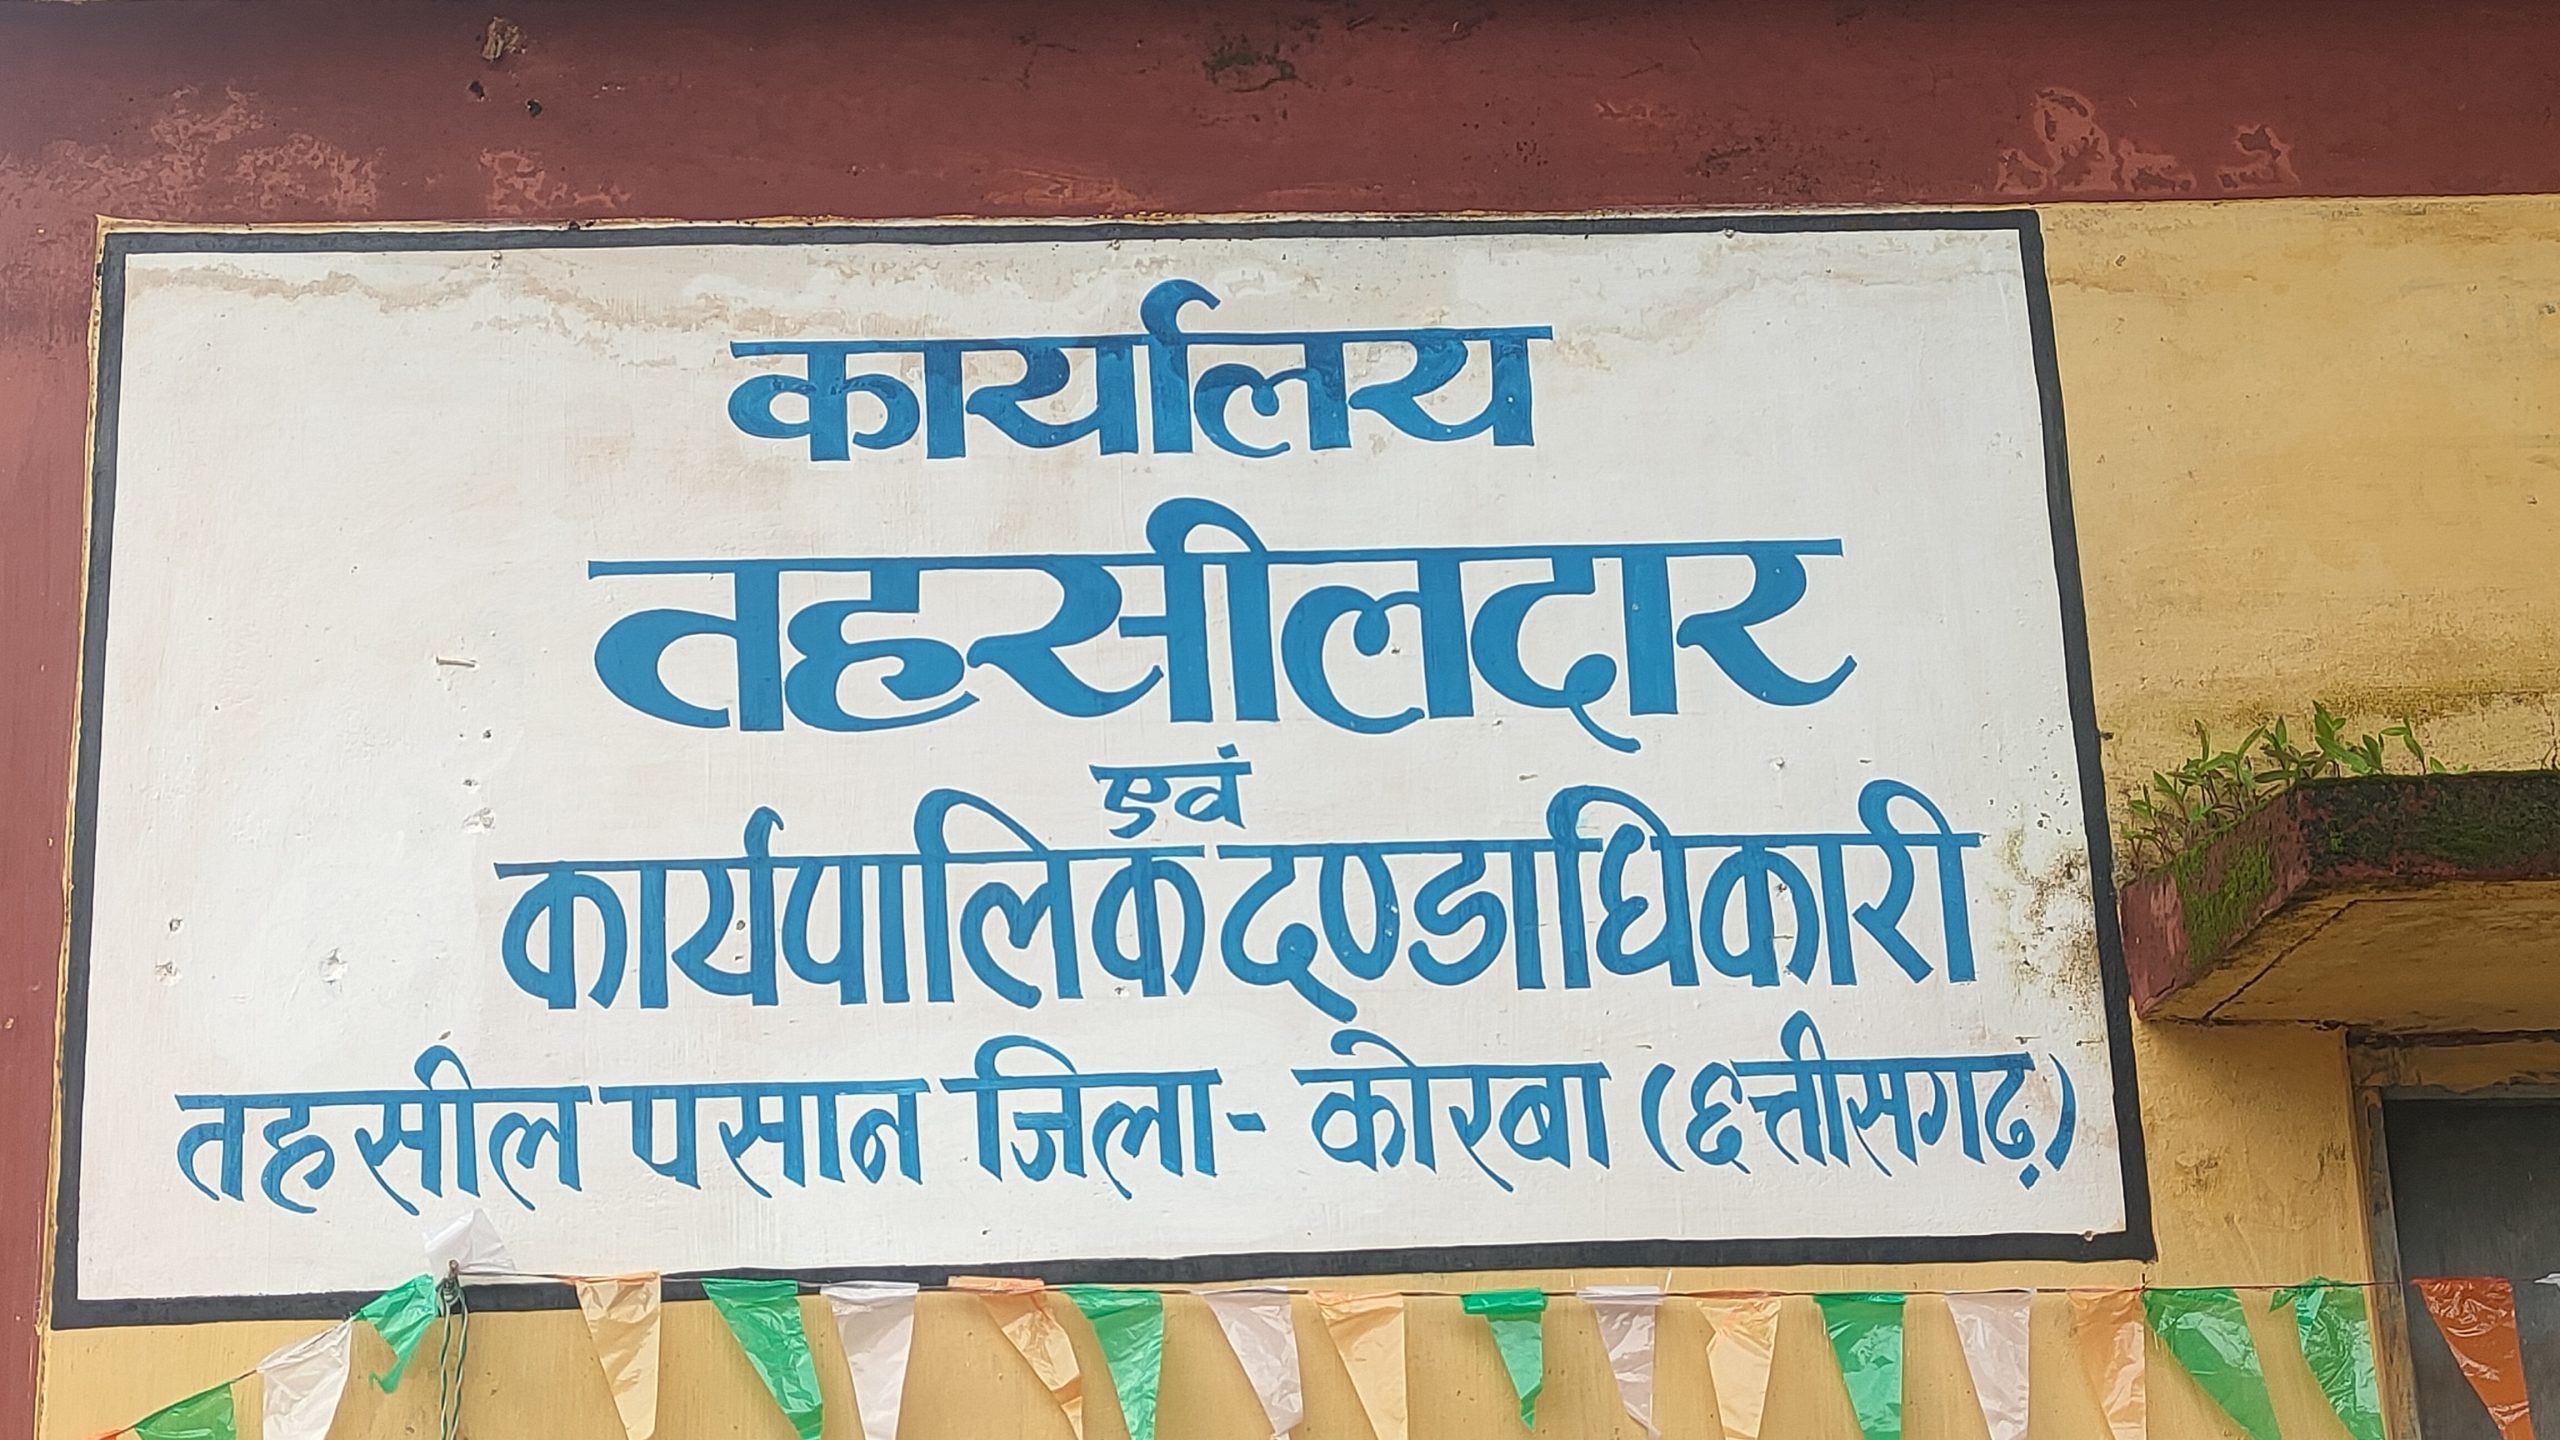 कार्यालय
तहसीलदार
एवं
कार्यपालिक दण्डाधिकारी
तहसील पसान जिला- कोरबा (छत्तीसगढ़)